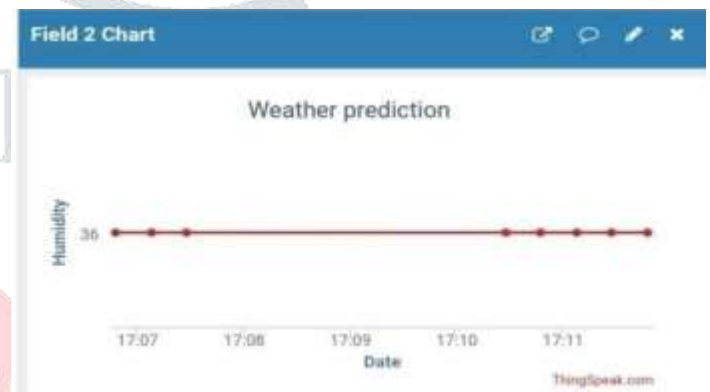 Field 2 Chart
Weather prediction
Humidity
36
17:07 17:08 17:09 17:10 17:11
Date
ThingSpeak.com